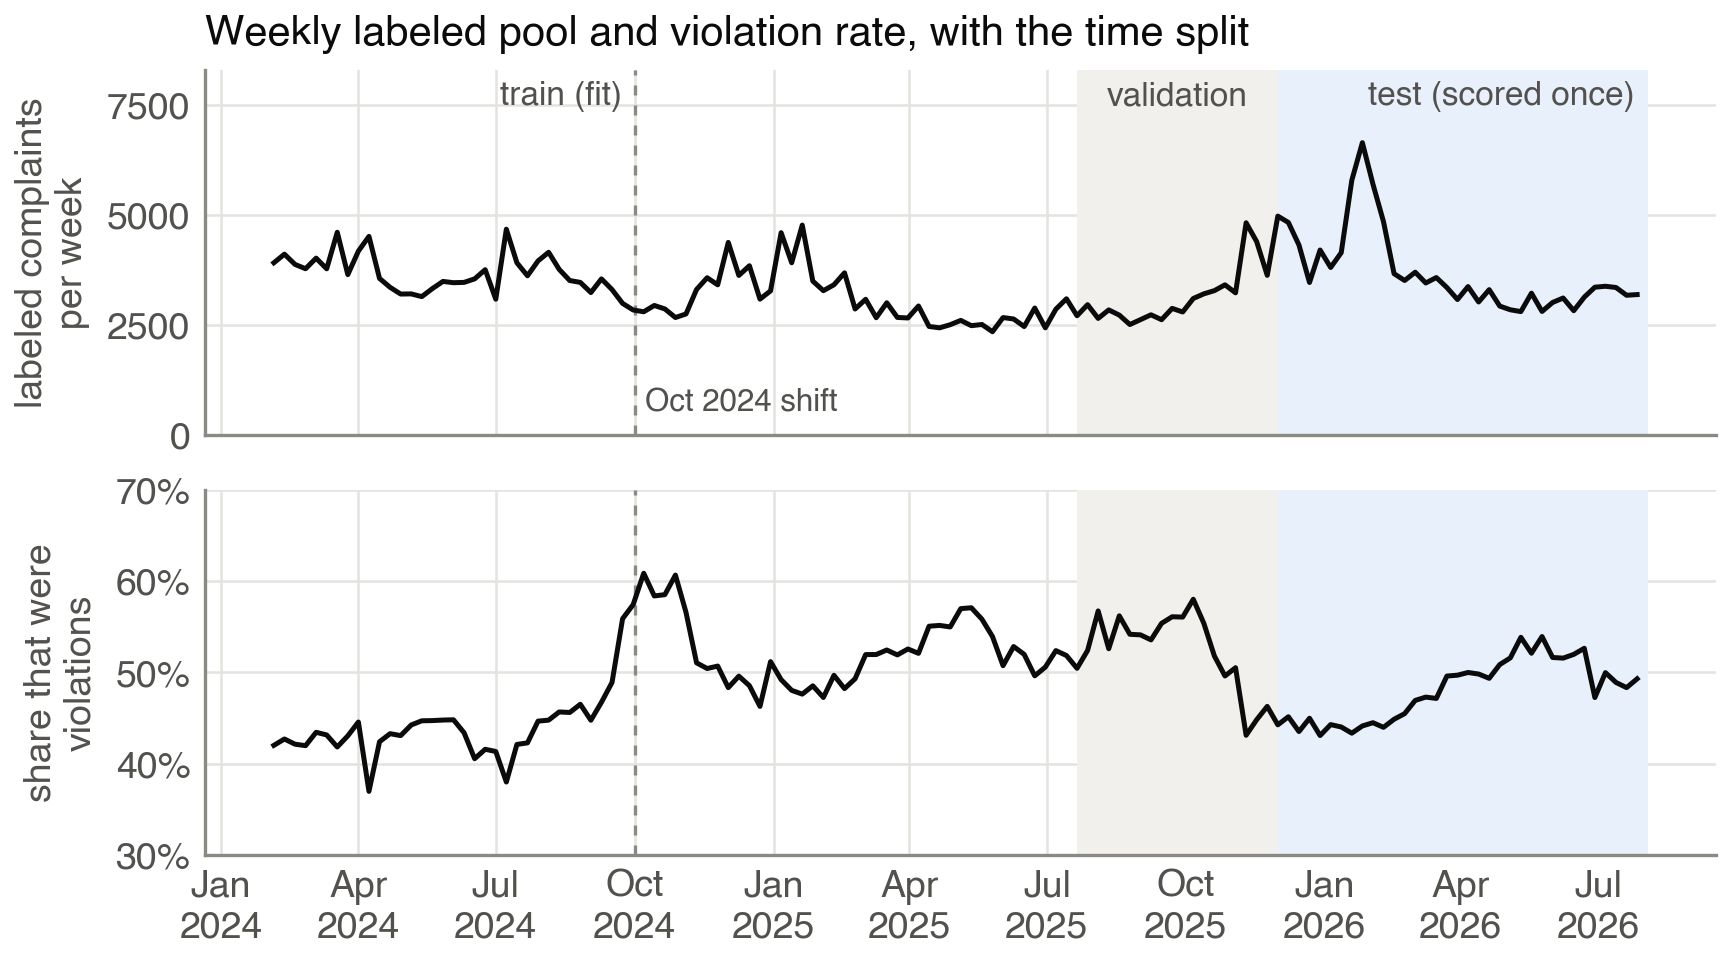 Weekly labeled pool and violation rate, with the time split
labeled complaints
per week
7500
5000
2500
0
train (fit)
validation
test (scored once)
Oct 2024 shift
share that were
violations
70%
60%
50%
40%
30%
Jan
2024
Apr
2024
Jul
2024
Oct
2024
Jan
2025
Apr
2025
Jul
2025
Oct
2025
Jan
2026
Apr
2026
Jul
2026